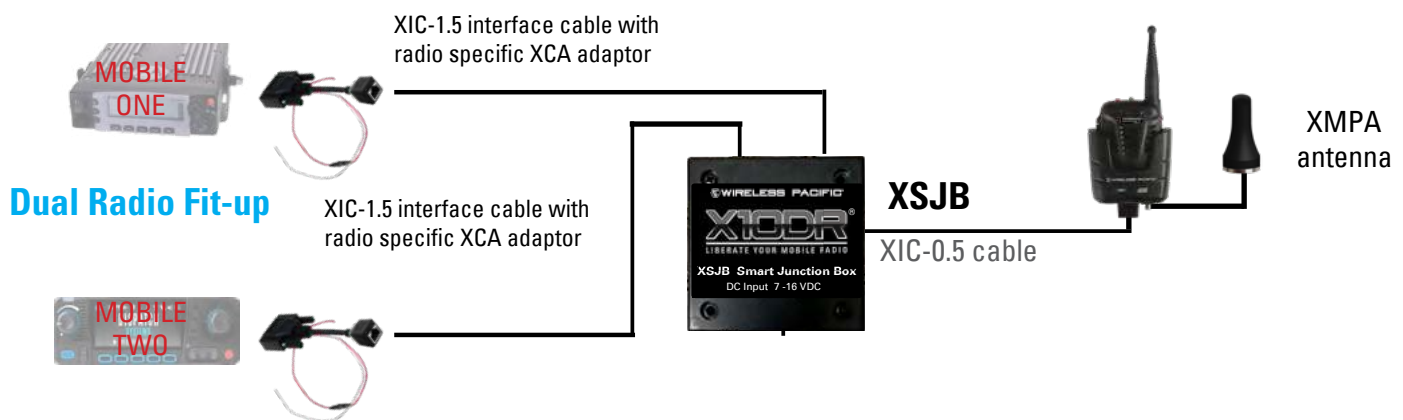 XIC-1.5 interface cable with
radio specific XCA adaptor
MOBILE
ONE
Dual Radio Fit-up
XIC-1.5 interface cable with
radio specific XCA adaptor
MOBILE
TWO
WIRELESS PACIFIC
X10DR®
LIBERATE YOUR MOBILE RADIO
XSJB Smart Junction Box
DC Input 7 -16 VDC
XSJB
XIC-0.5 cable
XMPA
antenna